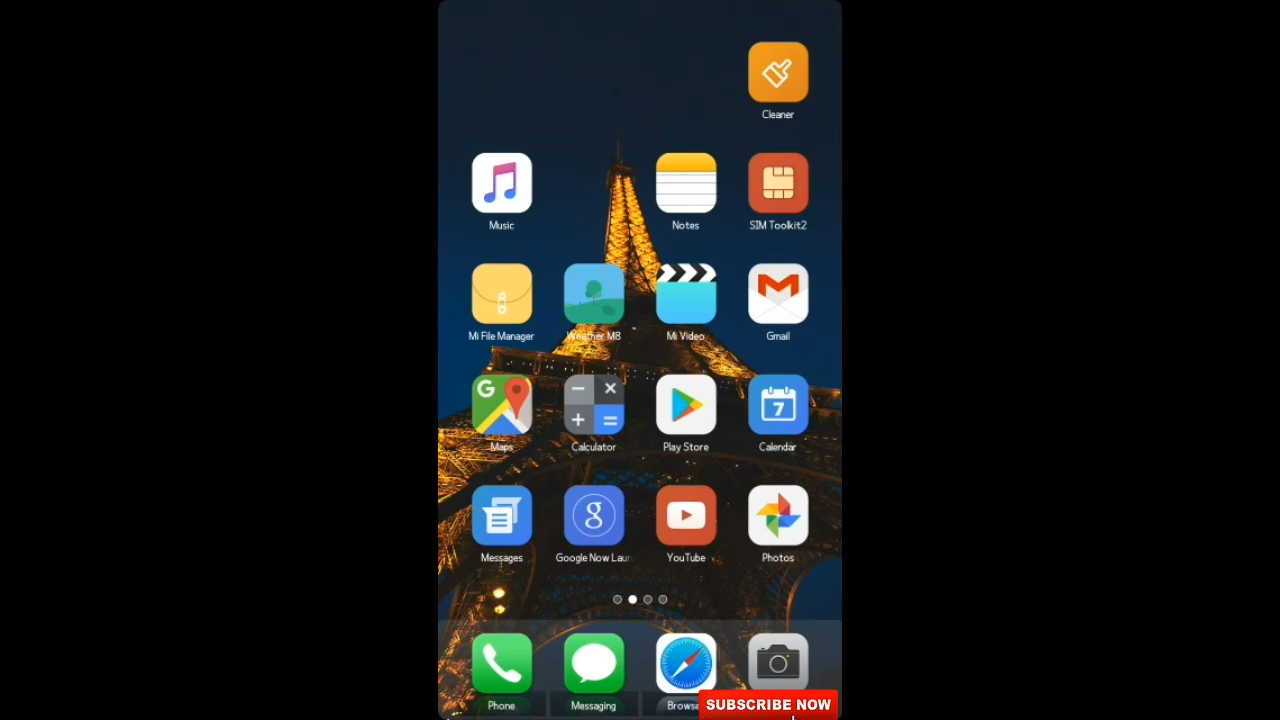 Cleaner
Music
Notes
SIM Toolkit2
Mi File Manager
Weather M8
Mi Video
Gmail
G
Maps
Calculator
Play Store
7
Calendar
g
Messages
Google Now Laun
YouTube
Photos
Phone
Messaging
Browse
SUBSCRIBE NOW